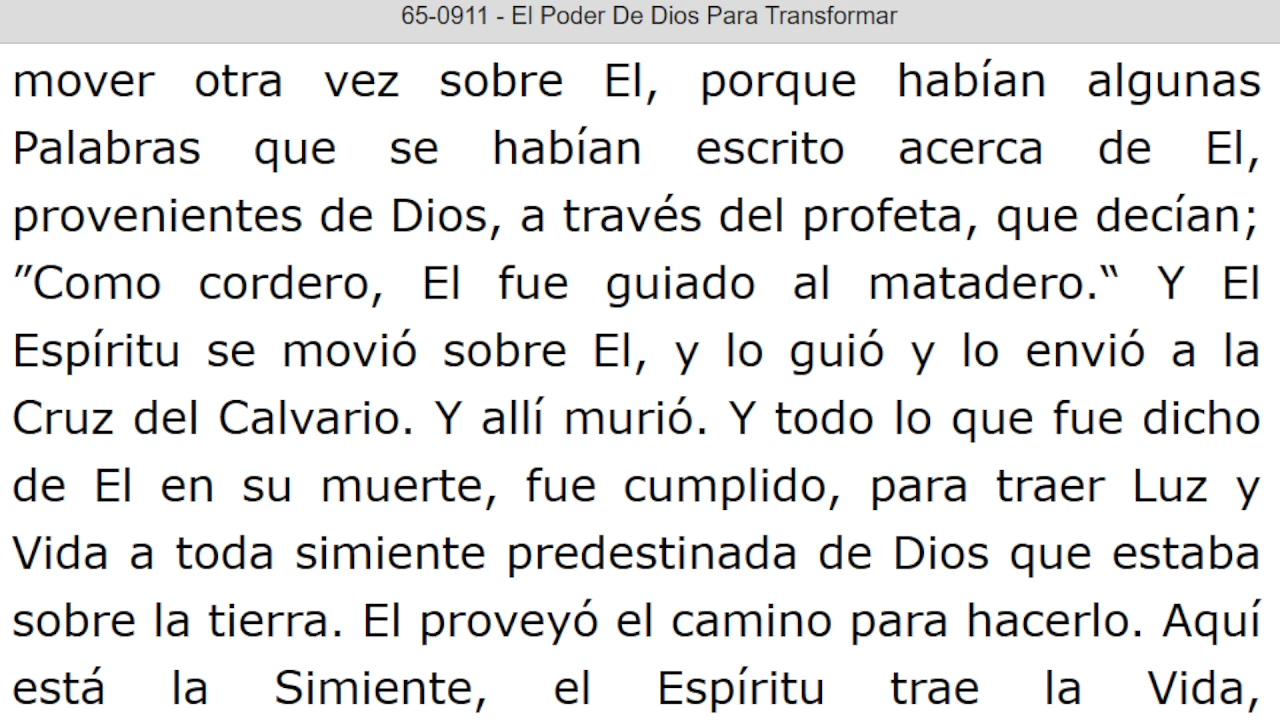 65-0911 - El Poder De Dios Para Transformar
mover otra vez sobre El, porque habían algunas
Palabras que se habían escrito acerca de El,
provenientes de Dios, a través del profeta, que decían;
”Como cordero, El fue guiado al matadero.“ Y El
Espíritu se movió sobre El, y lo guió y lo envió a la
Cruz del Calvario. Y allí murió. Y todo lo que fue dicho
de El en su muerte, fue cumplido, para traer Luz y
Vida a toda simiente predestinada de Dios que estaba
sobre la tierra. El proveyó el camino para hacerlo. Aquí
está la Simiente, el Espíritu trae la Vida,